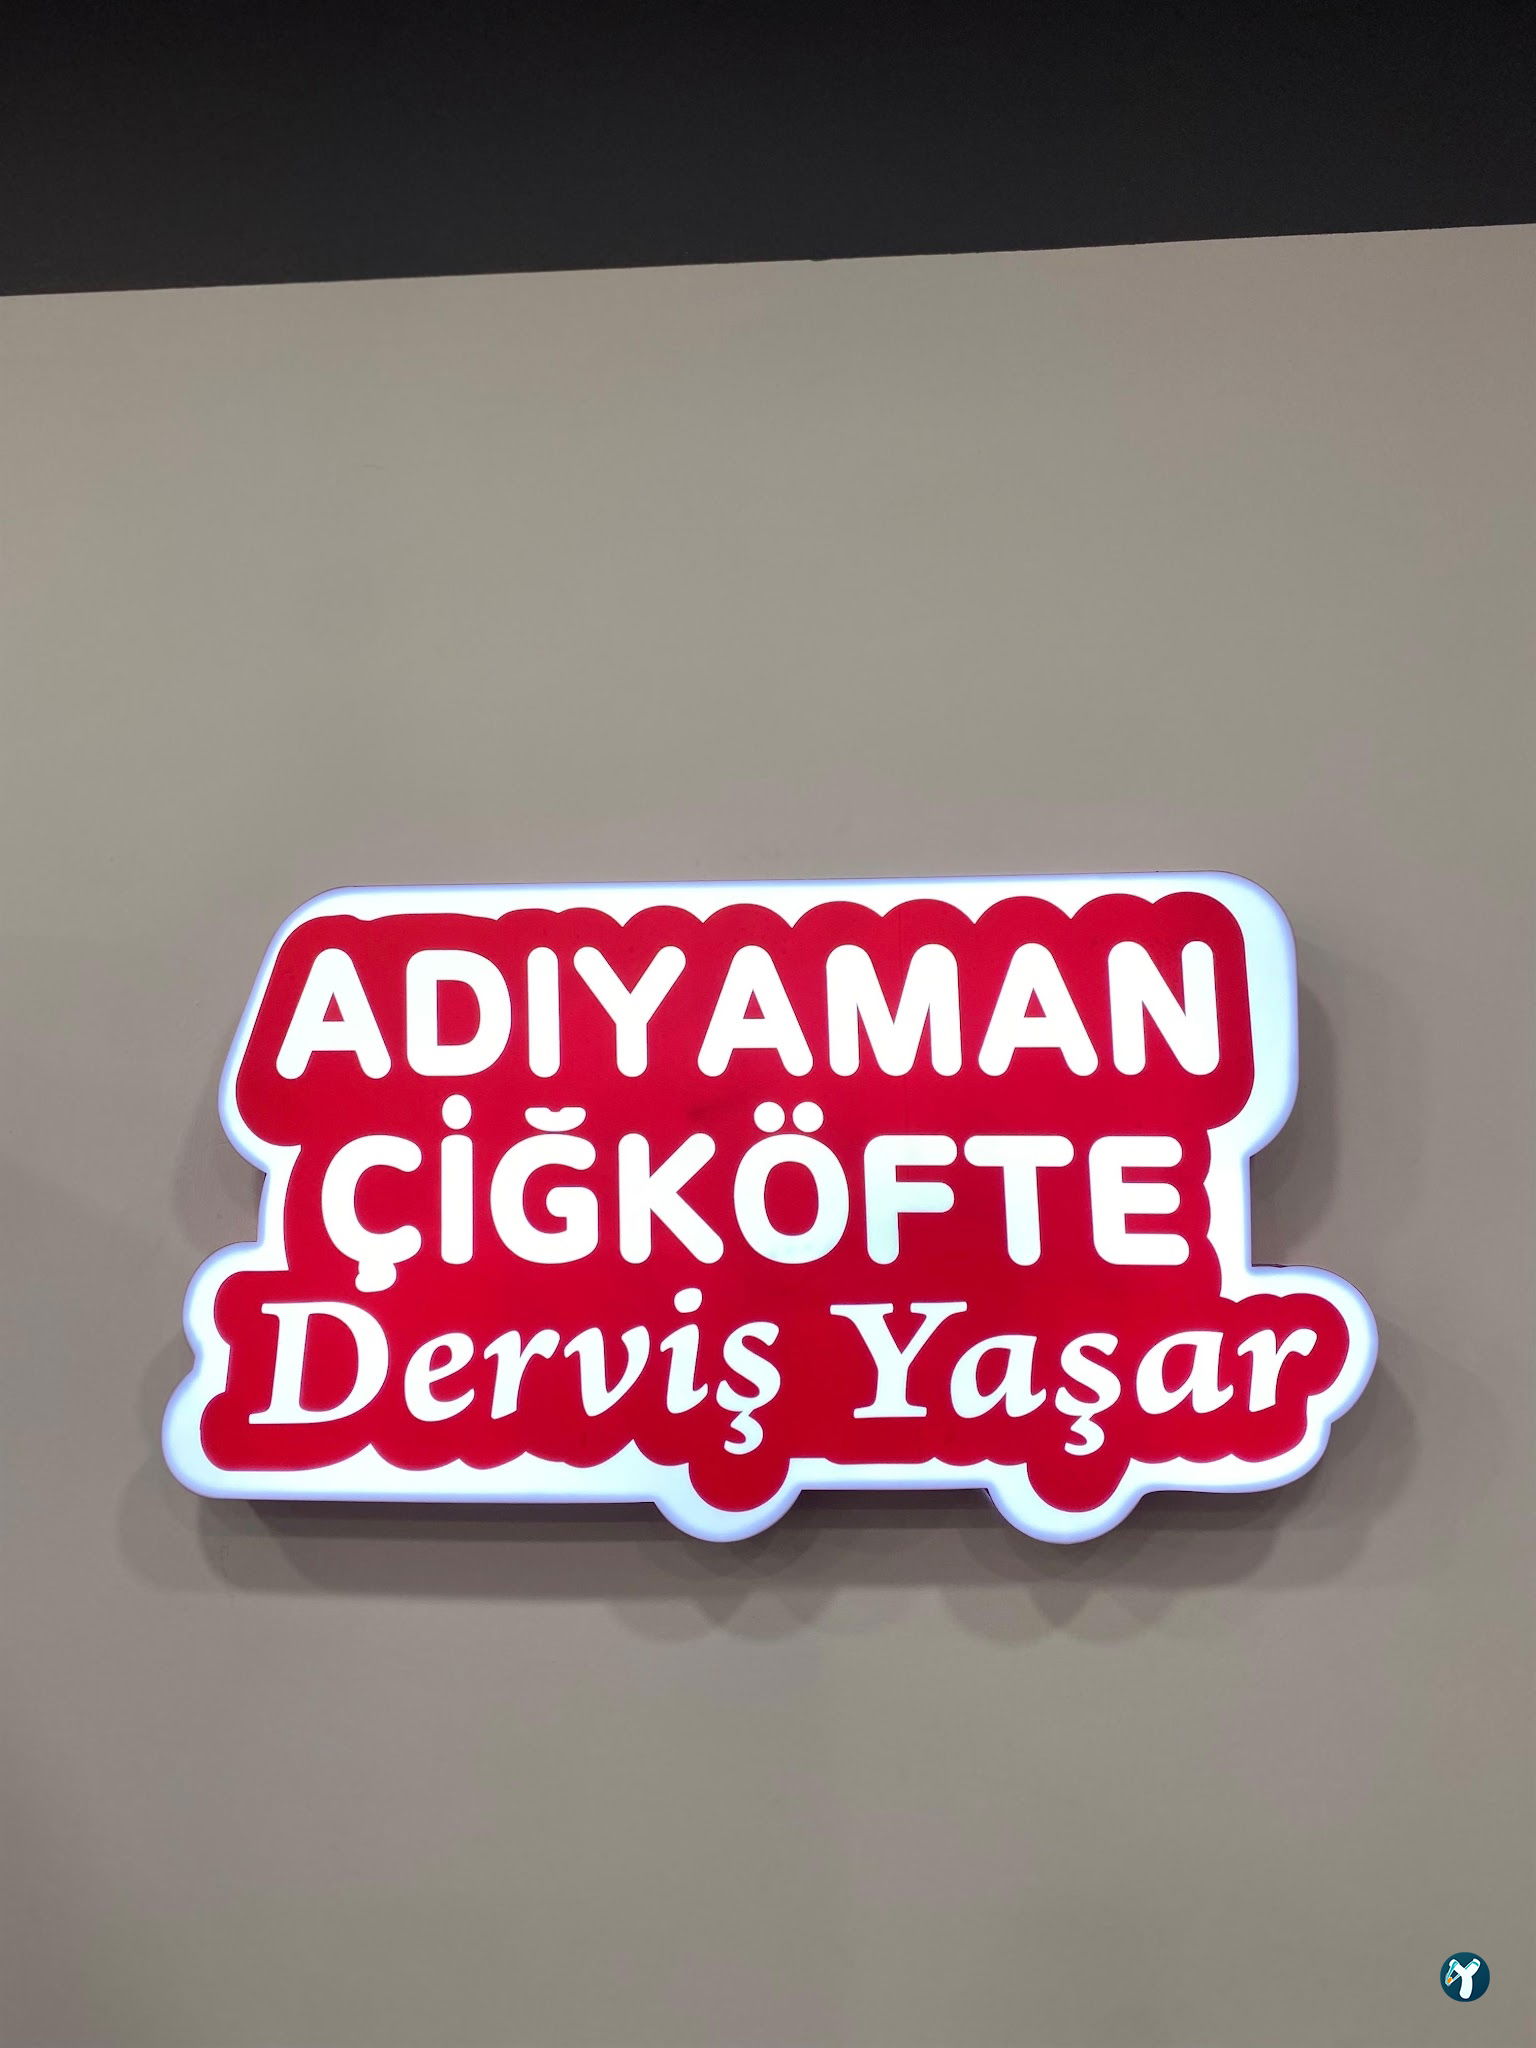 ADIYAMAN
ÇİĞKÖFTE
Derviş Yaşar